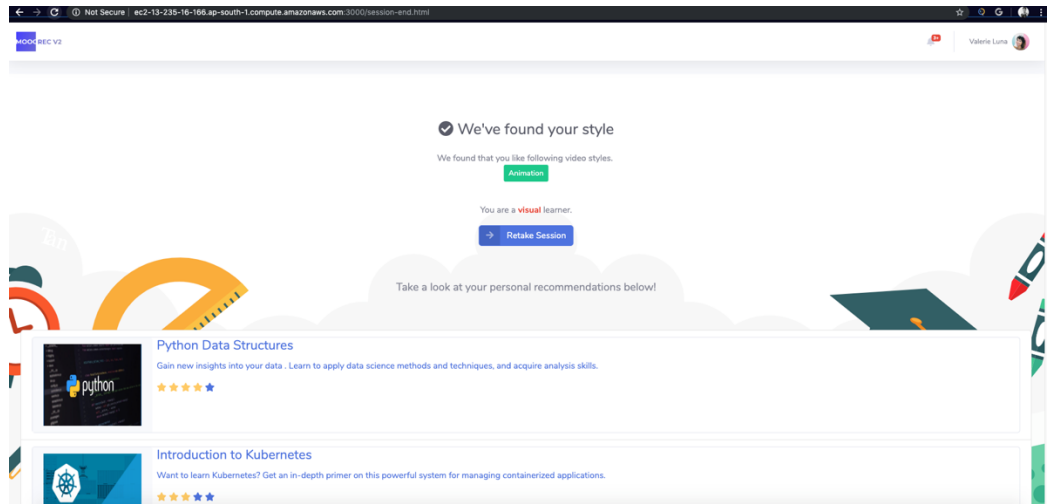 Not Secure | ec2-13-235-16-166.ap-south-1.compute.amazonaws.com:3000/session-end.html
MOOC REC V2
Valerie Luna
We've found your style
We found that you like following video styles.
Animation
You are a visual learner.
Retake Session
Take a look at your personal recommendations below!
Python Data Structures
Gain new insights into your data . Learn to apply data science methods and techniques, and acquire analysis skills.
python
Introduction to Kubernetes
Want to learn Kubernetes? Get an in-depth primer on this powerful system for managing containerized applications.